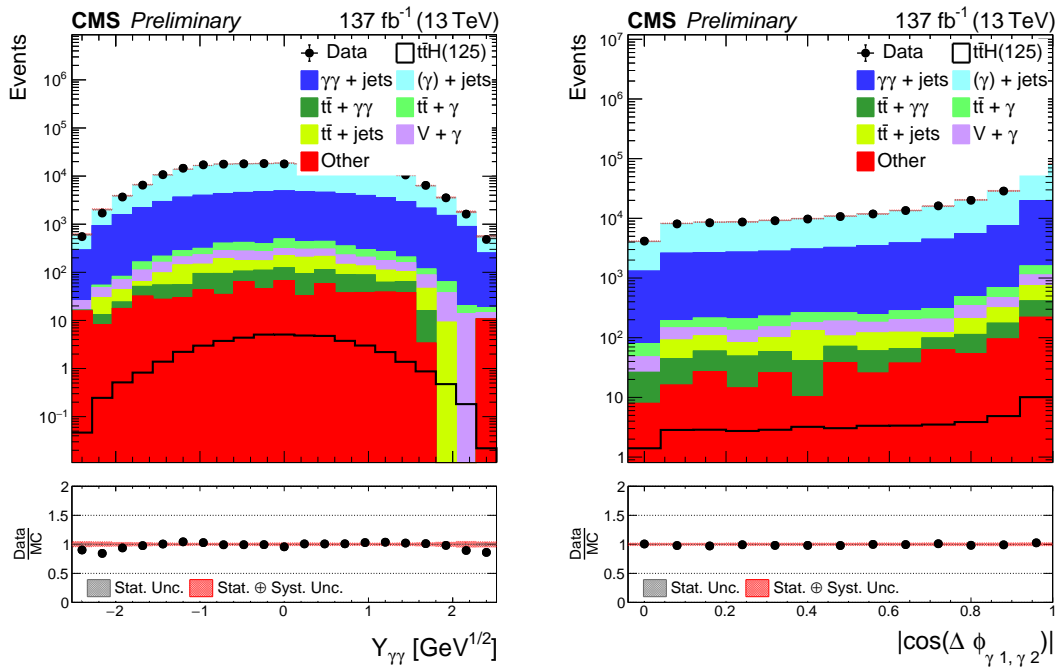 CMS Preliminary 137 fb⁻¹ (13 TeV)
Events
10⁶
10⁵
10⁴
10³
10²
10
1
10⁻¹
Data
tt̄H(125)
γγ + jets
(γ) + jets
tt̄ + γγ
tt̄ + γ
tt̄ + jets
V + γ
Other
Data/MC
2
1.5
1
0.5
0
Stat. Unc.
Stat. ⊕ Syst. Unc.
−2 −1 0 1 2
Y_γγ [GeV^1/2]
CMS Preliminary 137 fb⁻¹ (13 TeV)
Events
10⁷
10⁶
10⁵
10⁴
10³
10²
10
1
Data
tt̄H(125)
γγ + jets
(γ) + jets
tt̄ + γγ
tt̄ + γ
tt̄ + jets
V + γ
Other
Data/MC
2
1.5
1
0.5
0
Stat. Unc.
Stat. ⊕ Syst. Unc.
0 0.2 0.4 0.6 0.8 1
|cos(Δ ϕ_γ 1, γ 2)|